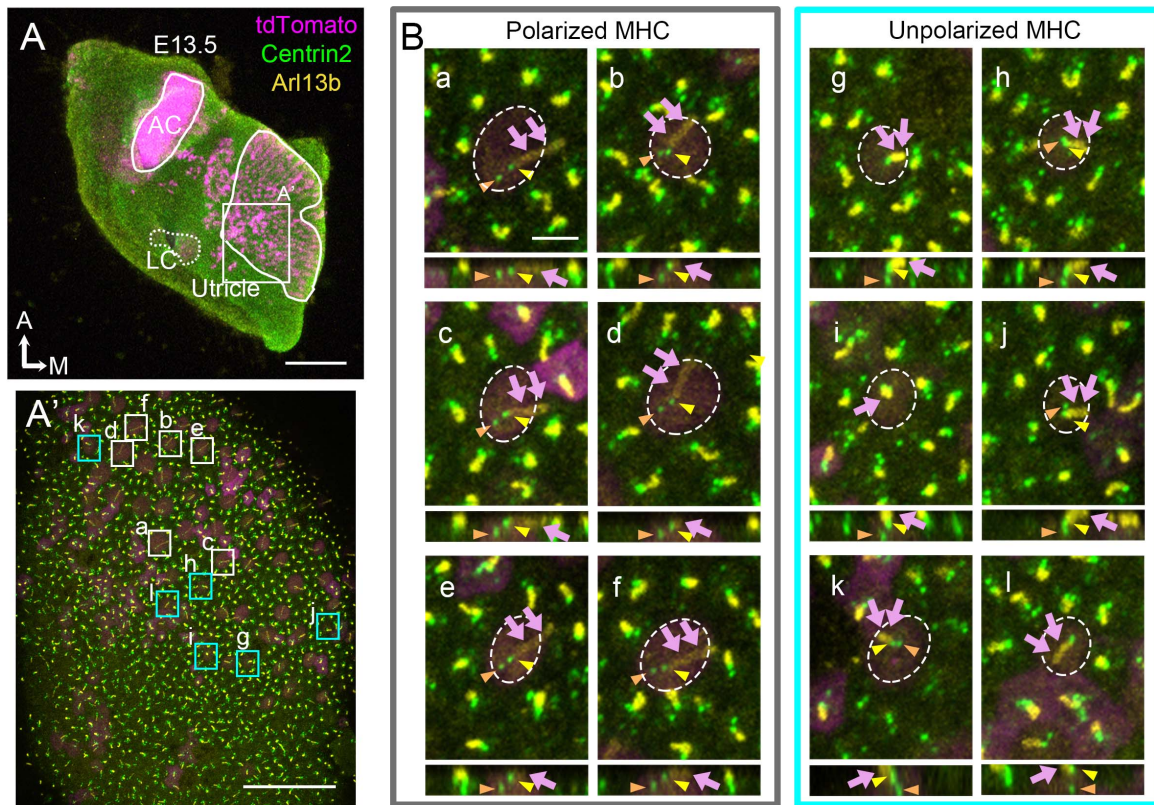 A
E13.5
tdTomato
Centrin2
Arl13b
AC
A'
LC
Utricle
A
M
A'
k
f
d
b
e
a
c
h
l
j
i
g
B
Polarized MHC
a
b
c
d
e
f
Unpolarized MHC
g
h
i
j
k
l